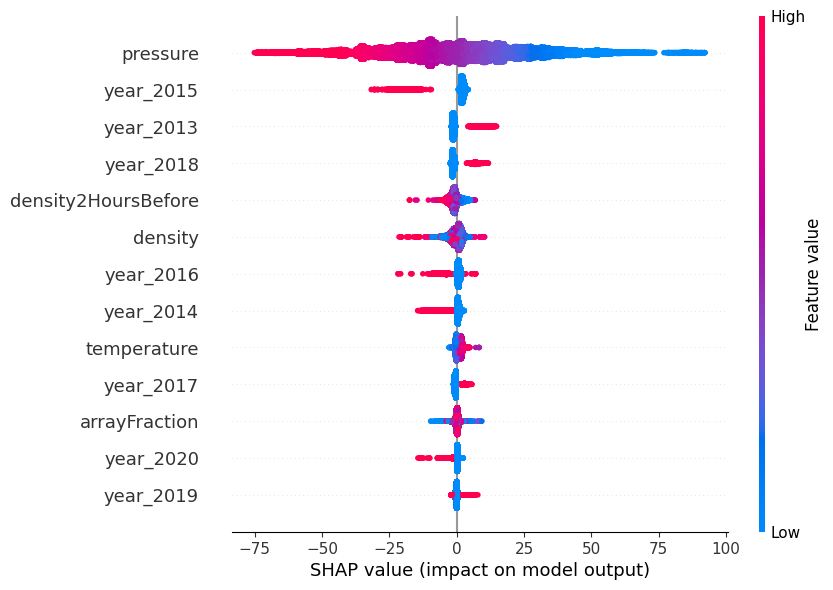 High
pressure
year_2015
year_2013
year_2018
density2HoursBefore
density
year_2016
year_2014
temperature
year_2017
arrayFraction
year_2020
year_2019
Feature value
Low
−75 −50 −25 0 25 50 75 100
SHAP value (impact on model output)